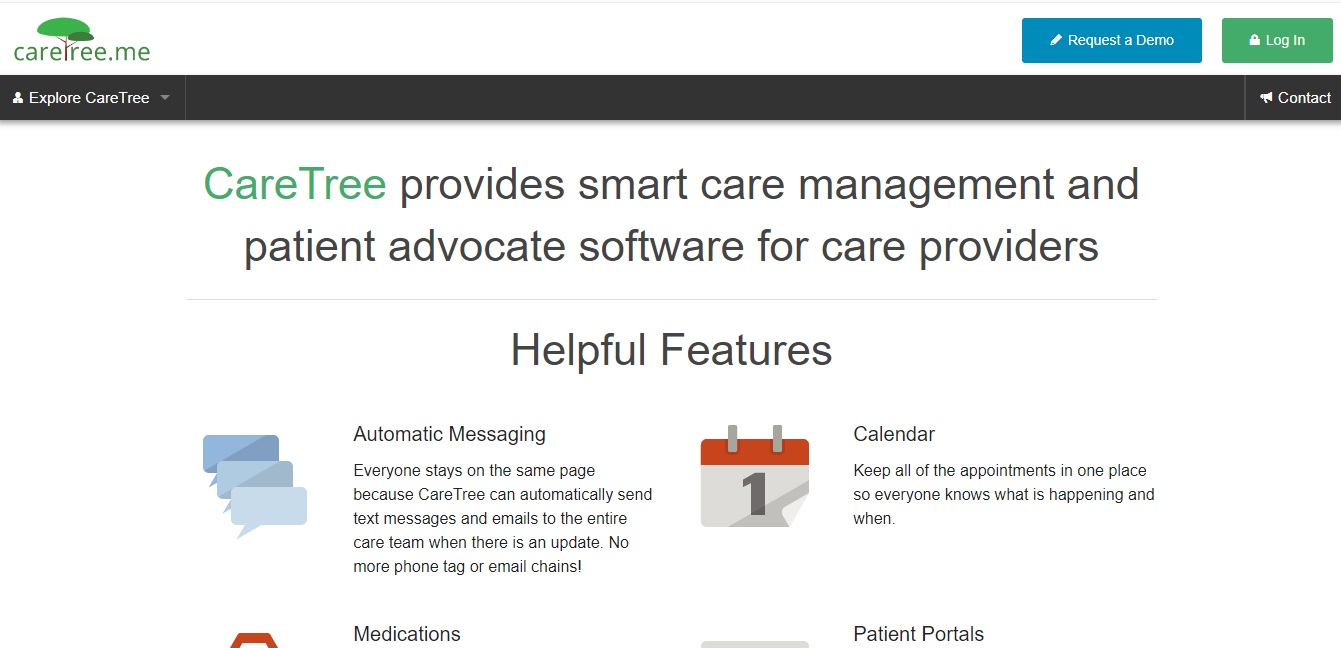 caretree.me
Request a Demo
Log In
Explore CareTree
Contact
CareTree provides smart care management and
patient advocate software for care providers
Helpful Features
Automatic Messaging
Everyone stays on the same page
because CareTree can automatically send
text messages and emails to the entire
care team when there is an update. No
more phone tag or email chains!
1
Calendar
Keep all of the appointments in one place
so everyone knows what is happening and
when.
Medications
Patient Portals